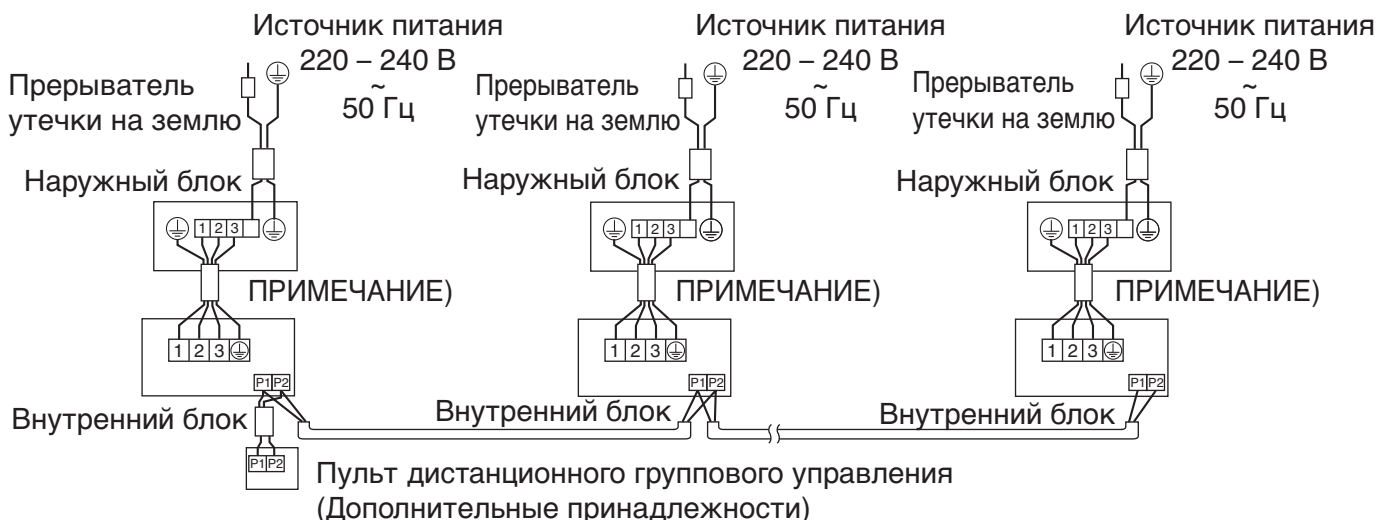 Источник питания
220 – 240 В
~
50 Гц
Прерыватель
утечки на землю
Наружный блок
1 2 3
ПРИМЕЧАНИЕ)
1 2 3
P1 P2
Внутренний блок
P1 P2
Источник питания
220 – 240 В
~
50 Гц
Прерыватель
утечки на землю
Наружный блок
1 2 3
ПРИМЕЧАНИЕ)
1 2 3
P1 P2
Внутренний блок
Источник питания
220 – 240 В
~
50 Гц
Прерыватель
утечки на землю
Наружный блок
1 2 3
ПРИМЕЧАНИЕ)
1 2 3
P1 P2
Внутренний блок
Пульт дистанционного группового управления
(Дополнительные принадлежности)